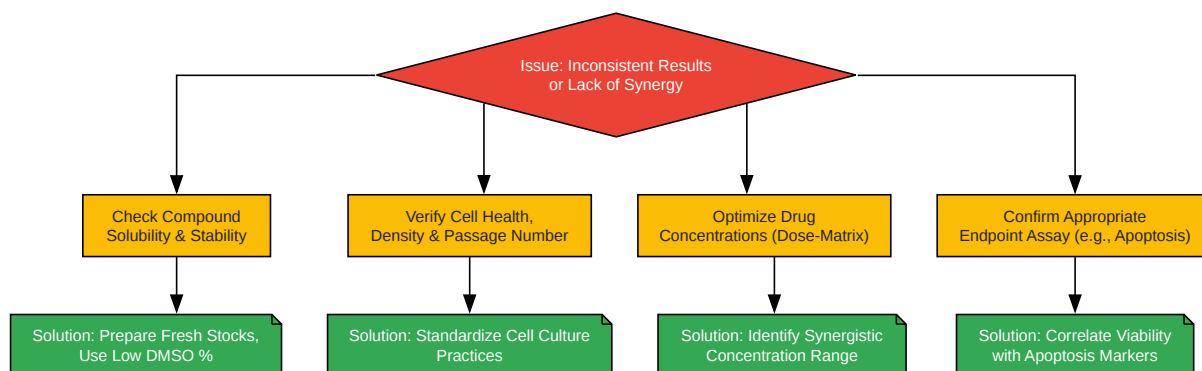 Issue: Inconsistent Results
or Lack of Synergy
Check Compound
Solubility & Stability
Verify Cell Health,
Density & Passage Number
Optimize Drug
Concentrations (Dose-Matrix)
Confirm Appropriate
Endpoint Assay (e.g., Apoptosis)
Solution: Prepare Fresh Stocks,
Use Low DMSO %
Solution: Standardize Cell Culture
Practices
Solution: Identify Synergistic
Concentration Range
Solution: Correlate Viability
with Apoptosis Markers